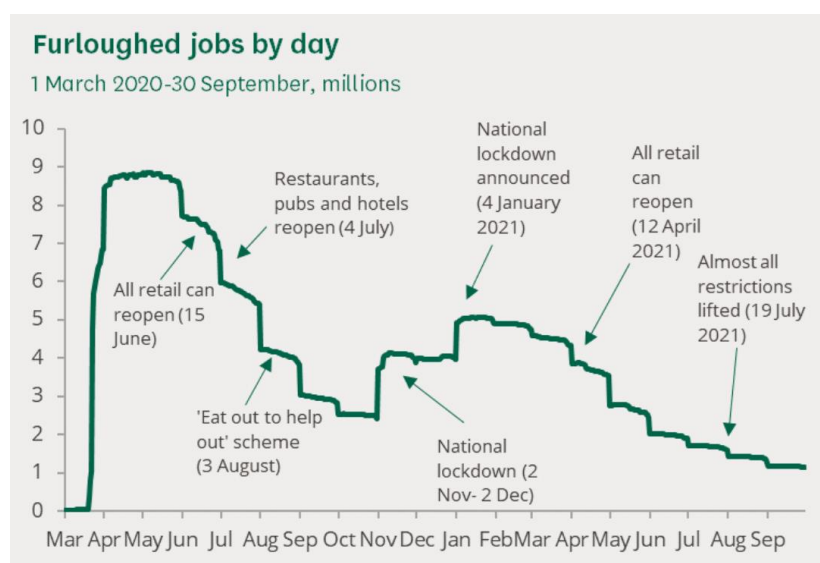 Furloughed jobs by day
1 March 2020-30 September, millions
10
9
8
7
6
5
4
3
2
1
0
All retail can
reopen (15
June)
Restaurants,
pubs and hotels
reopen (4 July)
'Eat out to help
out' scheme
(3 August)
National
lockdown (2
Nov- 2 Dec)
National
lockdown
announced
(4 January
2021)
All retail
can
reopen
(12 April
2021)
Almost all
restrictions
lifted (19 July
2021)
Mar Apr May Jun Jul Aug Sep Oct Nov Dec Jan Feb Mar Apr May Jun Jul Aug Sep